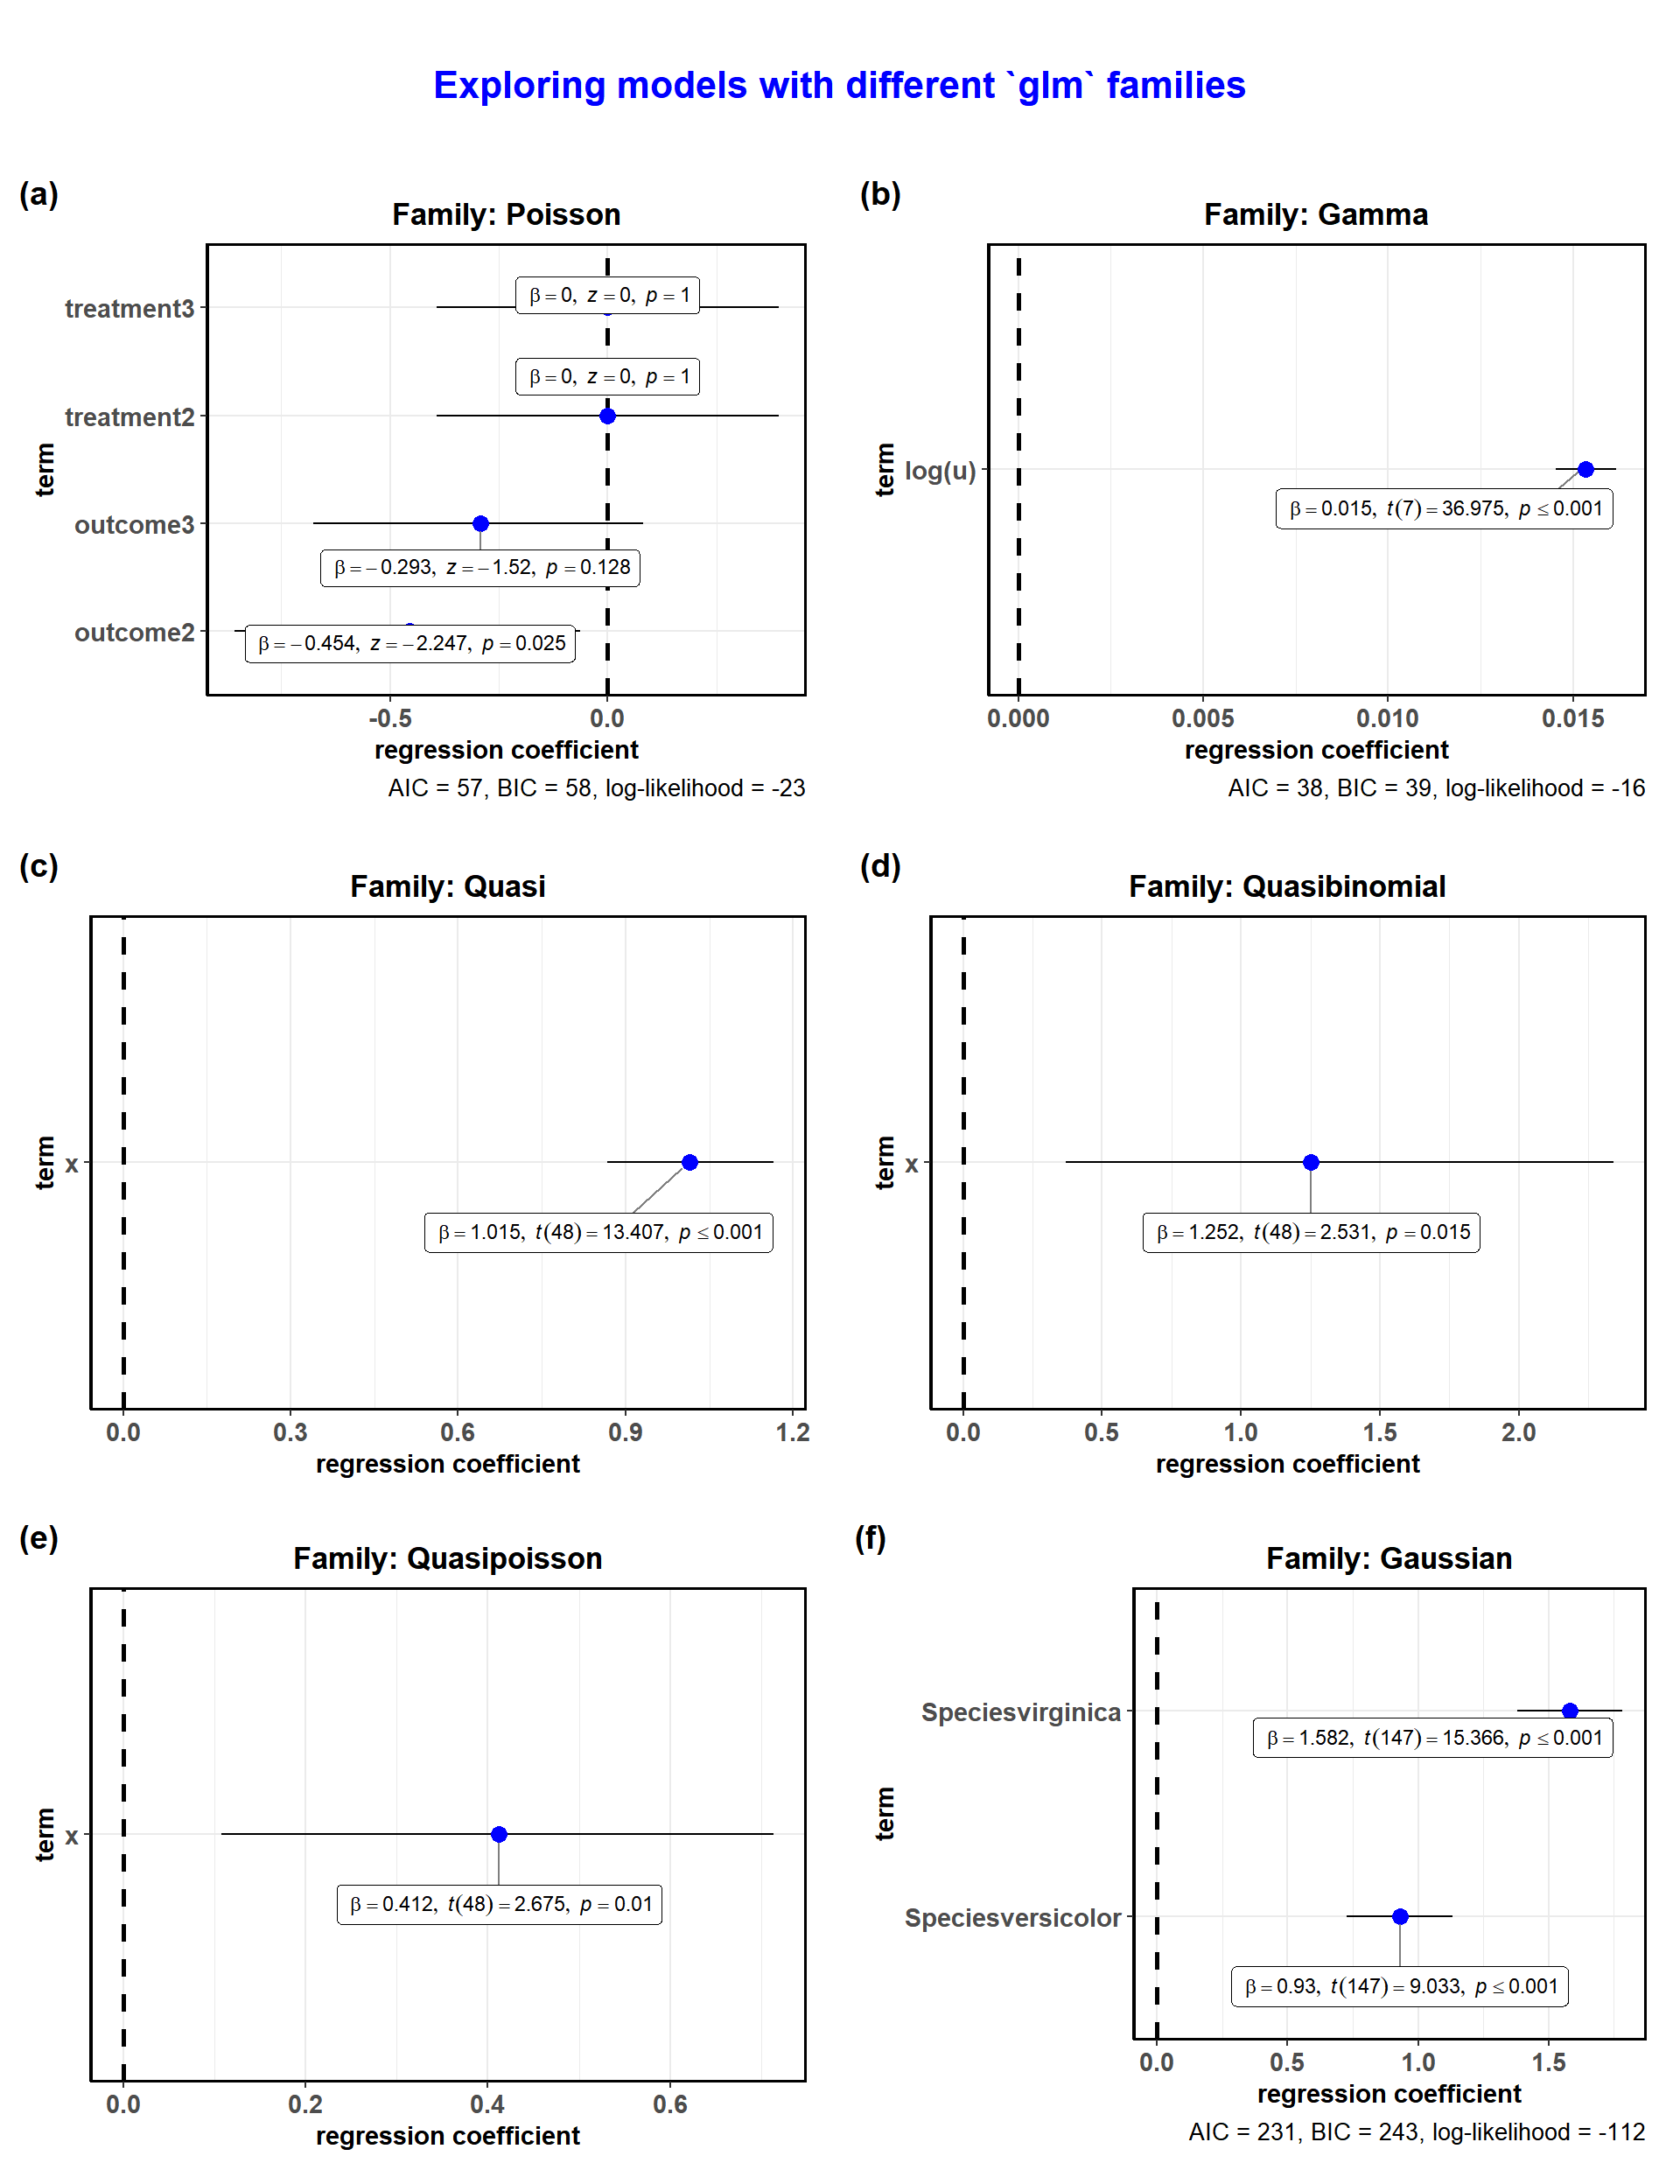 Exploring models with different `glm` families
(a)
Family: Poisson
term
treatment3
treatment2
outcome3
outcome2
β = 0, z = 0, p = 1
β = 0, z = 0, p = 1
β = −0.293, z = −1.52, p = 0.128
β = −0.454, z = −2.247, p = 0.025
-0.5 0.0
regression coefficient
AIC = 57, BIC = 58, log-likelihood = -23
(b)
Family: Gamma
term
log(u)
β = 0.015, t(7) = 36.975, p ≤ 0.001
0.000 0.005 0.010 0.015
regression coefficient
AIC = 38, BIC = 39, log-likelihood = -16
(c)
Family: Quasi
term
x
β = 1.015, t(48) = 13.407, p ≤ 0.001
0.0 0.3 0.6 0.9 1.2
regression coefficient
(d)
Family: Quasibinomial
term
x
β = 1.252, t(48) = 2.531, p = 0.015
0.0 0.5 1.0 1.5 2.0
regression coefficient
(e)
Family: Quasipoisson
term
x
β = 0.412, t(48) = 2.675, p = 0.01
0.0 0.2 0.4 0.6
regression coefficient
(f)
Family: Gaussian
term
Speciesvirginica
Speciesversicolor
β = 1.582, t(147) = 15.366, p ≤ 0.001
β = 0.93, t(147) = 9.033, p ≤ 0.001
0.0 0.5 1.0 1.5
regression coefficient
AIC = 231, BIC = 243, log-likelihood = -112